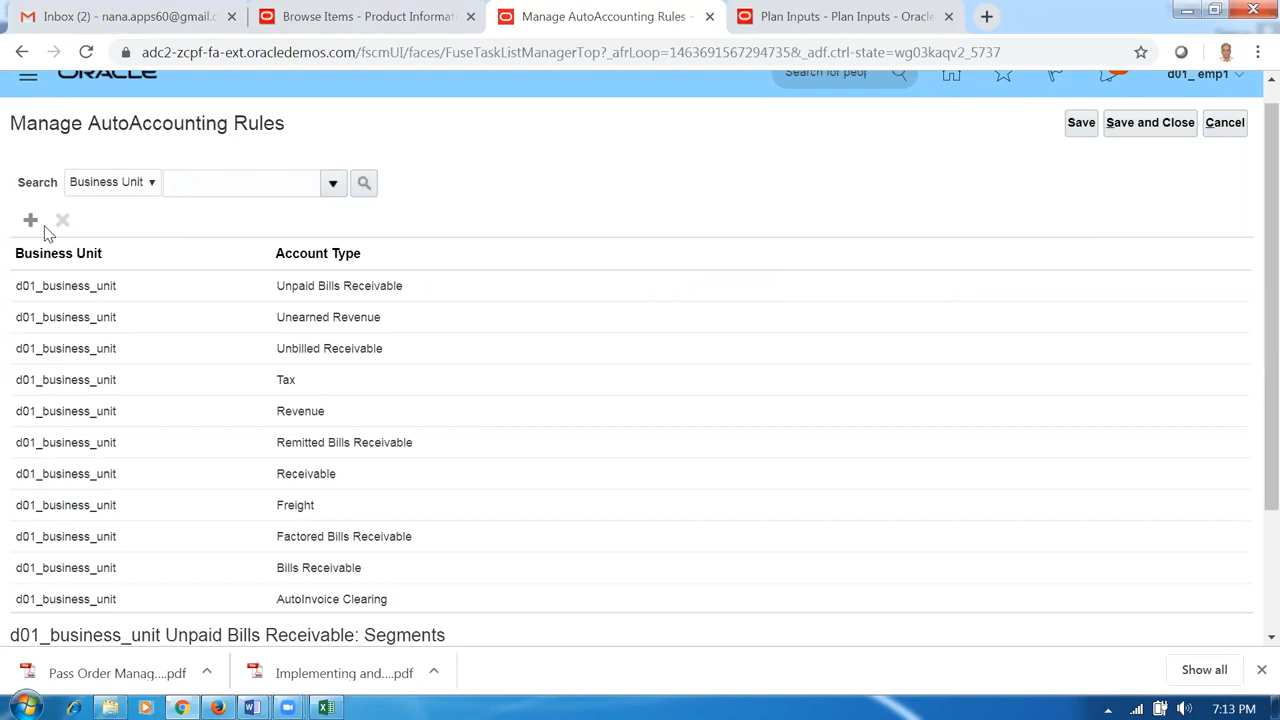 Inbox (2) - nana.apps60@gmail.c
Browse Items - Product Informati
Manage AutoAccounting Rules -
Plan Inputs - Plan Inputs - Oracl
adc2-zcpf-fa-ext.oracledemos.com/fscmUI/faces/FuseTaskListManagerTop?_afrLoop=146369156794735&_adf.ctrl-state=wg03kaqv2_5737
ORACLE
Search for peop
d01_emp1
Manage AutoAccounting Rules
Save
Save and Close
Cancel
Search
Business Unit
Business Unit
Account Type
d01_business_unit
Unpaid Bills Receivable
d01_business_unit
Unearned Revenue
d01_business_unit
Unbilled Receivable
d01_business_unit
Tax
d01_business_unit
Revenue
d01_business_unit
Remitted Bills Receivable
d01_business_unit
Receivable
d01_business_unit
Freight
d01_business_unit
Factored Bills Receivable
d01_business_unit
Bills Receivable
d01_business_unit
AutoInvoice Clearing
d01_business_unit Unpaid Bills Receivable: Segments
Pass Order Manag....pdf
Implementing and....pdf
Show all
7:13 PM